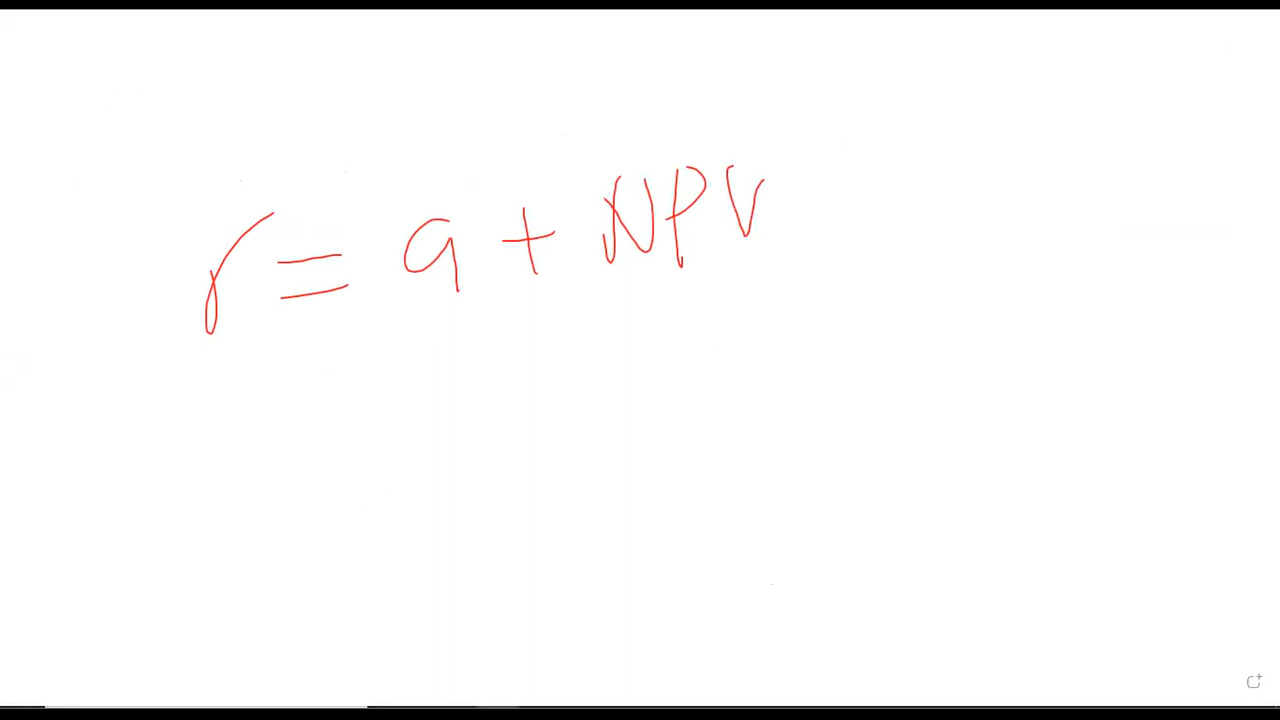 r = a + NPV